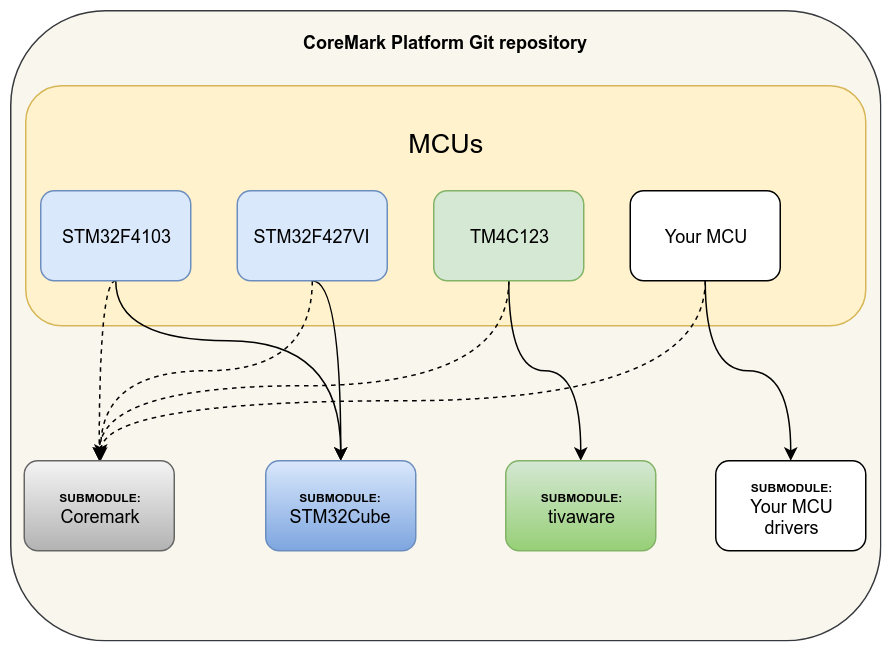 CoreMark Platform Git repository
MCUs
STM32F4103
STM32F427VI
TM4C123
Your MCU
SUBMODULE:
Coremark
SUBMODULE:
STM32Cube
SUBMODULE:
tivaware
SUBMODULE:
Your MCU
drivers